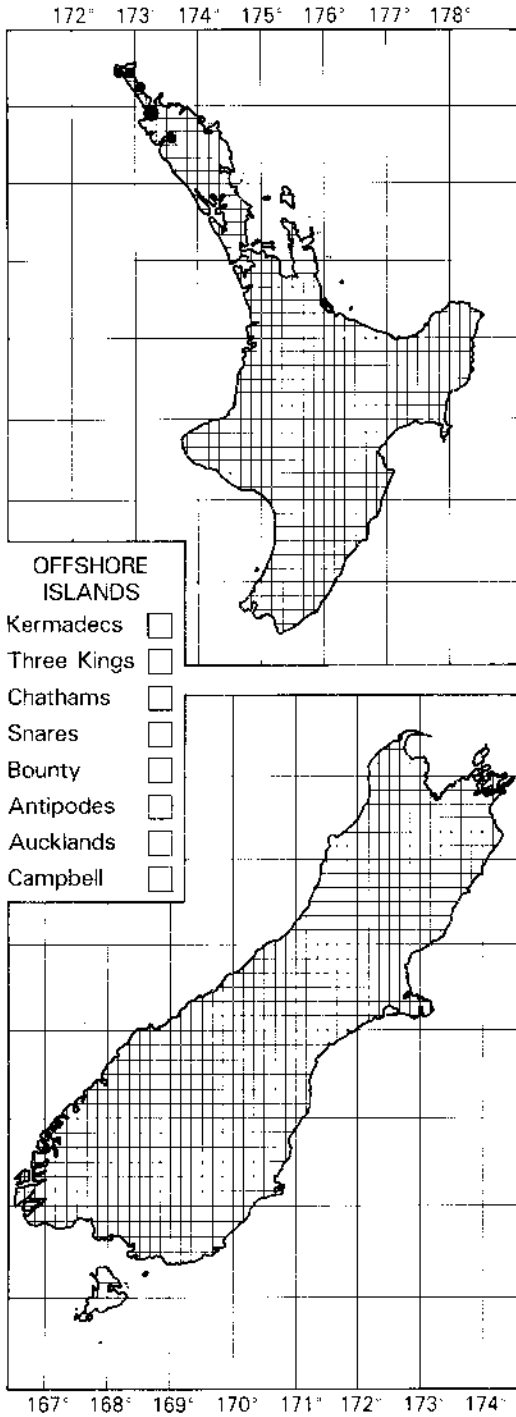 172° 173° 174° 175° 176° 177° 178°
OFFSHORE
ISLANDS
Kermadecs
Three Kings
Chathams
Snares
Bounty
Antipodes
Aucklands
Campbell
167° 168° 169° 170° 171° 172° 173° 174°